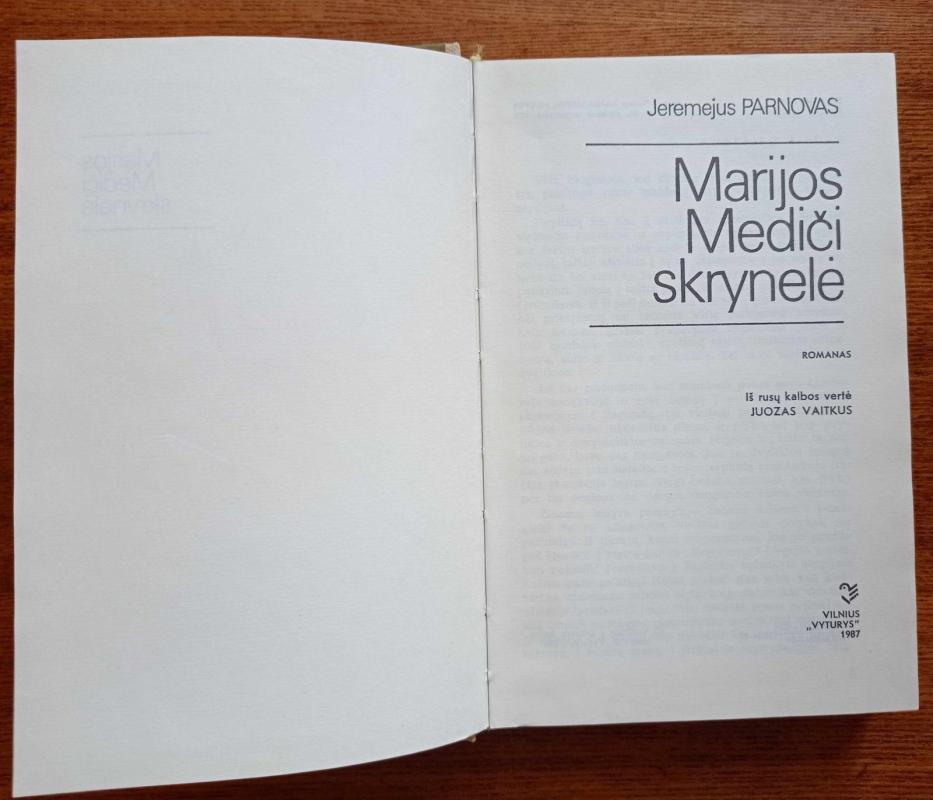 Jeremejus PARNOVAS
Marijos
Mediči
skrynelė
ROMANAS
Iš rusų kalbos vertė
JUOZAS VAITKUS
VILNIUS
„VYTURYS“
1987